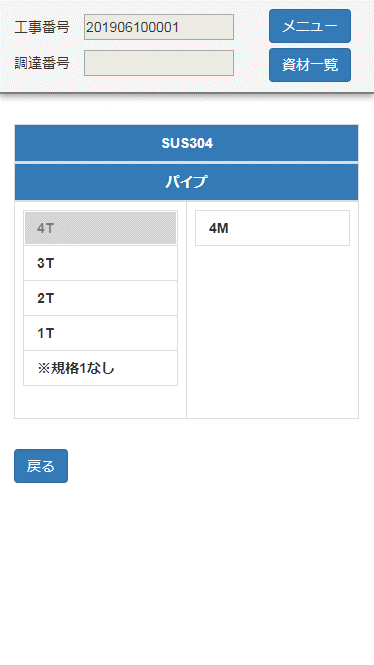 工事番号 201906100001 メニュー
調達番号 資材一覧
SUS304
パイプ
4T 4M
3T
2T
1T
※規格1なし
戻る